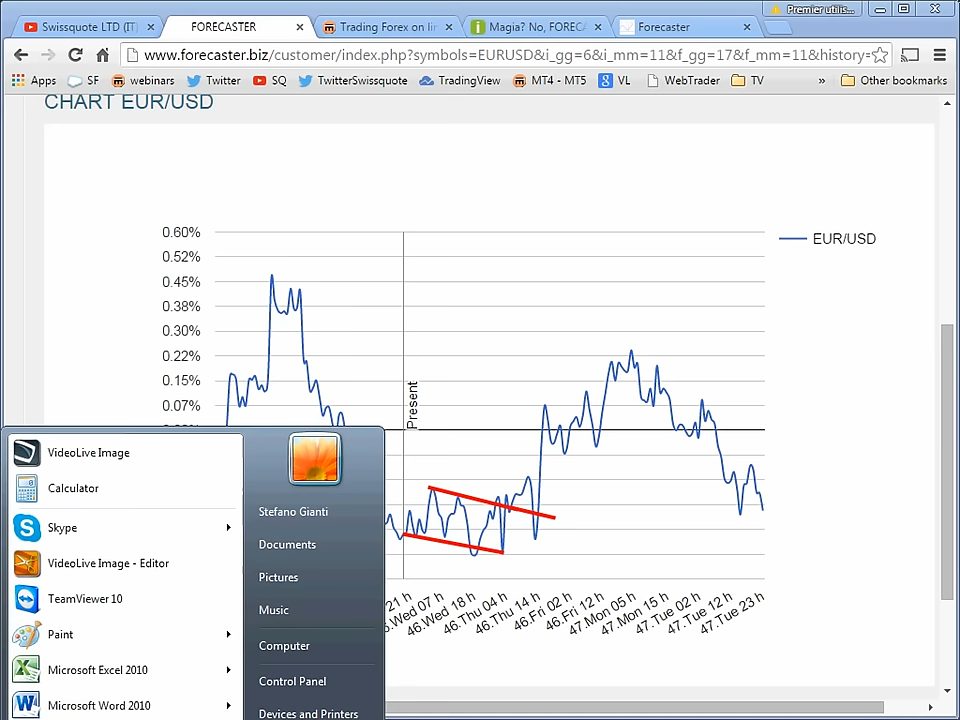 Premier utilis...
Swissquote LTD (IT)
FORECASTER
Trading Forex on lin
Magia? No, FORECA
Forecaster
www.forecaster.biz/customer/index.php?symbols=EURUSD&i_gg=6&i_mm=11&f_gg=17&f_mm=11&history=
Apps SF webinars Twitter SQ TwitterSwissquote TradingView MT4 - MT5 VL WebTrader TV » Other bookmarks
CHART EUR/USD
0.60%
0.52%
0.45%
0.38%
0.30%
0.22%
0.15%
0.07%
Present
EUR/USD
21 h
.Wed 07 h
46.Wed 18 h
46.Thu 04 h
46.Thu 14 h
46.Fri 02 h
46.Fri 12 h
47.Mon 05 h
47.Mon 15 h
47.Tue 02 h
47.Tue 12 h
47.Tue 23 h
VideoLive Image
Calculator
Skype
VideoLive Image - Editor
TeamViewer 10
Paint
Microsoft Excel 2010
Microsoft Word 2010
Stefano Gianti
Documents
Pictures
Music
Computer
Control Panel
Devices and Printers